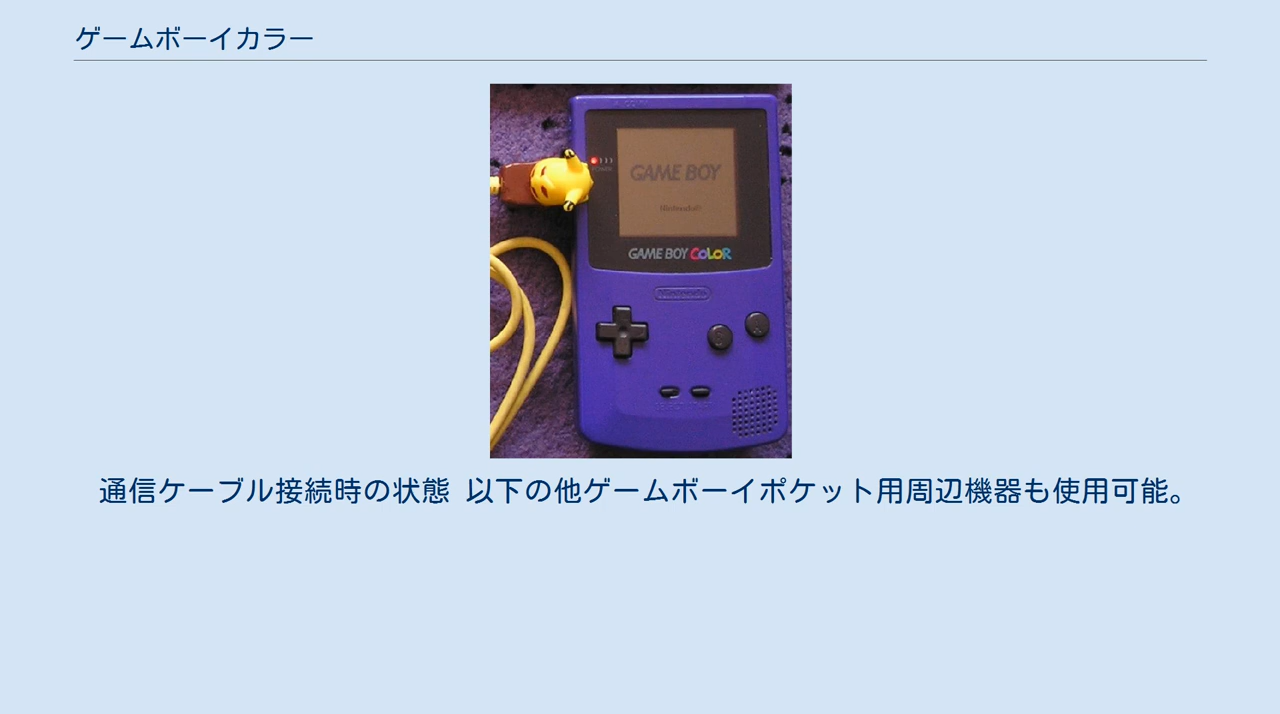 ゲームボーイカラー
POWER
GAME BOY
Nintendo®
GAME BOY COLOR
Nintendo
通信ケーブル接続時の状態 以下の他ゲームボーイポケット用周辺機器も使用可能。